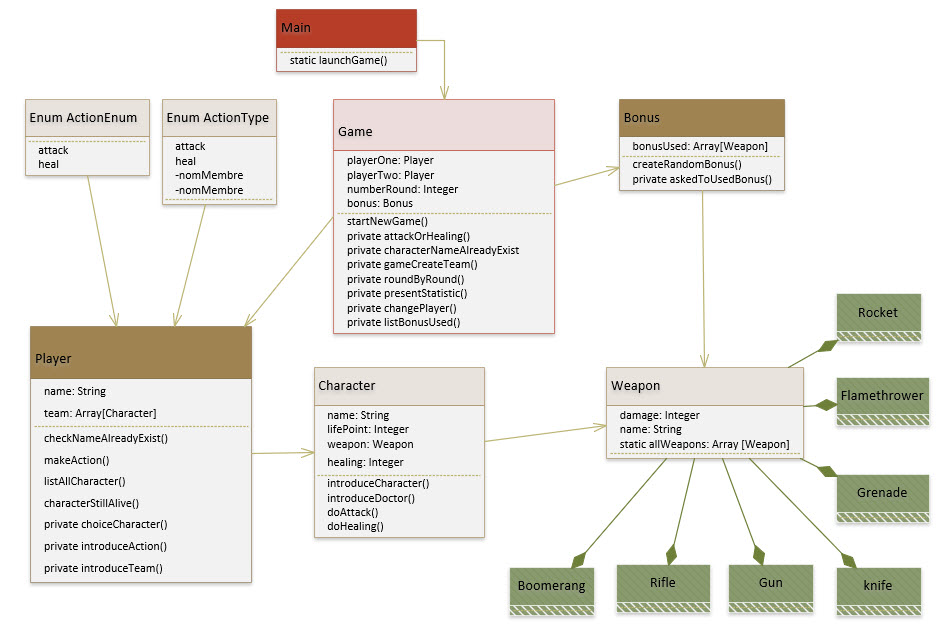 Main
static launchGame()
Enum ActionEnum
attack
heal
Enum ActionType
attack
heal
-nomMembre
-nomMembre
Game
playerOne: Player
playerTwo: Player
numberRound: Integer
bonus: Bonus
startNewGame()
private attackOrHealing()
private characterNameAlreadyExist
private gameCreateTeam()
private roundByRound()
private presentStatistic()
private changePlayer()
private listBonusUsed()
Bonus
bonusUsed: Array[Weapon]
createRandomBonus()
private askedToUsedBonus()
Player
name: String
team: Array[Character]
checkNameAlreadyExist()
makeAction()
listAllCharacter()
characterStillAlive()
private choiceCharacter()
private introduceAction()
private introduceTeam()
Character
name: String
lifePoint: Integer
weapon: Weapon
healing: Integer
introduceCharacter()
introduceDoctor()
doAttack()
doHealing()
Weapon
damage: Integer
name: String
static allWeapons: Array [Weapon]
Rocket
Flamethrower
Grenade
Boomerang
Rifle
Gun
knife